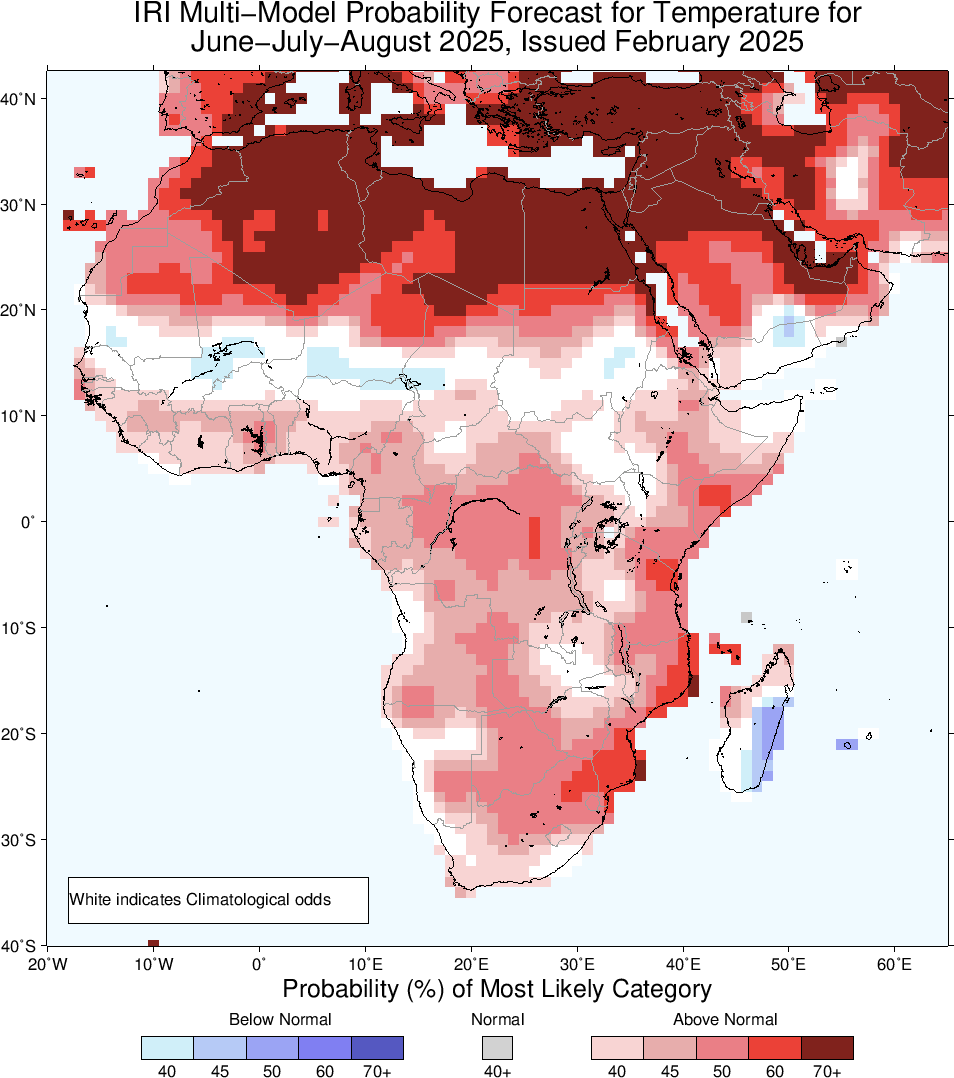 IRI Multi−Model Probability Forecast for Temperature for
June−July−August 2025, Issued February 2025
40˚N
30˚N
20˚N
10˚N
0˚
10˚S
20˚S
30˚S
40˚S
White indicates Climatological odds
20˚W 10˚W 0˚ 10˚E 20˚E 30˚E 40˚E 50˚E 60˚E
Probability (%) of Most Likely Category
Below Normal Normal Above Normal
40 45 50 60 70+ 40+ 40 45 50 60 70+